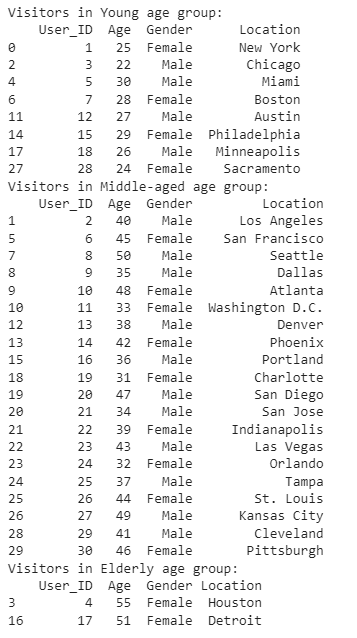 Visitors in Young age group:
User_ID Age Gender Location
0 1 25 Female New York
2 3 22 Male Chicago
4 5 30 Male Miami
6 7 28 Female Boston
11 12 27 Male Austin
14 15 29 Female Philadelphia
17 18 26 Male Minneapolis
27 28 24 Female Sacramento
Visitors in Middle-aged age group:
User_ID Age Gender Location
1 2 40 Male Los Angeles
5 6 45 Female San Francisco
7 8 50 Male Seattle
8 9 35 Male Dallas
9 10 48 Female Atlanta
10 11 33 Female Washington D.C.
12 13 38 Male Denver
13 14 42 Female Phoenix
15 16 36 Male Portland
18 19 31 Female Charlotte
19 20 47 Male San Diego
20 21 34 Male San Jose
21 22 39 Female Indianapolis
22 23 43 Male Las Vegas
23 24 32 Female Orlando
24 25 37 Male Tampa
25 26 44 Female St. Louis
26 27 49 Male Kansas City
28 29 41 Male Cleveland
29 30 46 Female Pittsburgh
Visitors in Elderly age group:
User_ID Age Gender Location
3 4 55 Female Houston
16 17 51 Female Detroit